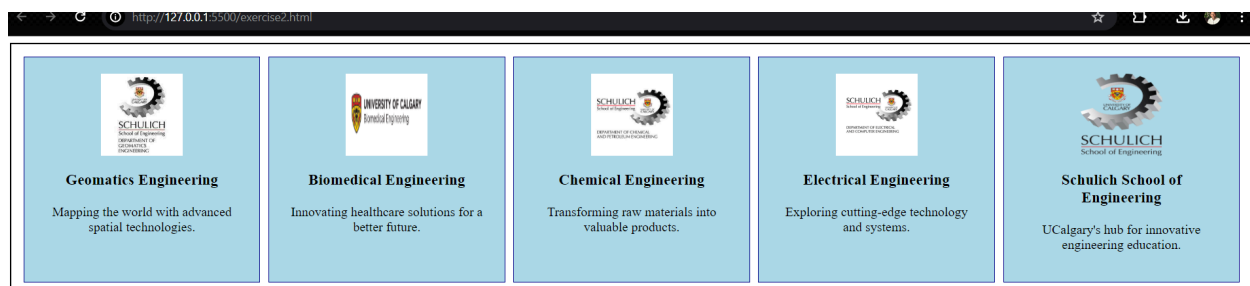 http://127.0.0.1:5500/exercise2.html
SCHULICH
School of Engineering
DEPARTMENT OF
GEOMATICS
ENGINEERING
Geomatics Engineering
Mapping the world with advanced
spatial technologies.
UNIVERSITY OF CALGARY
Biomedical Engineering
Biomedical Engineering
Innovating healthcare solutions for a
better future.
SCHULICH
School of Engineering
DEPARTMENT OF CHEMICAL
AND PETROLEUM ENGINEERING
Chemical Engineering
Transforming raw materials into
valuable products.
SCHULICH
School of Engineering
DEPARTMENT OF ELECTRICAL
AND COMPUTER ENGINEERING
Electrical Engineering
Exploring cutting-edge technology
and systems.
UNIVERSITY OF
CALGARY
SCHULICH
School of Engineering
Schulich School of
Engineering
UCalgary's hub for innovative
engineering education.